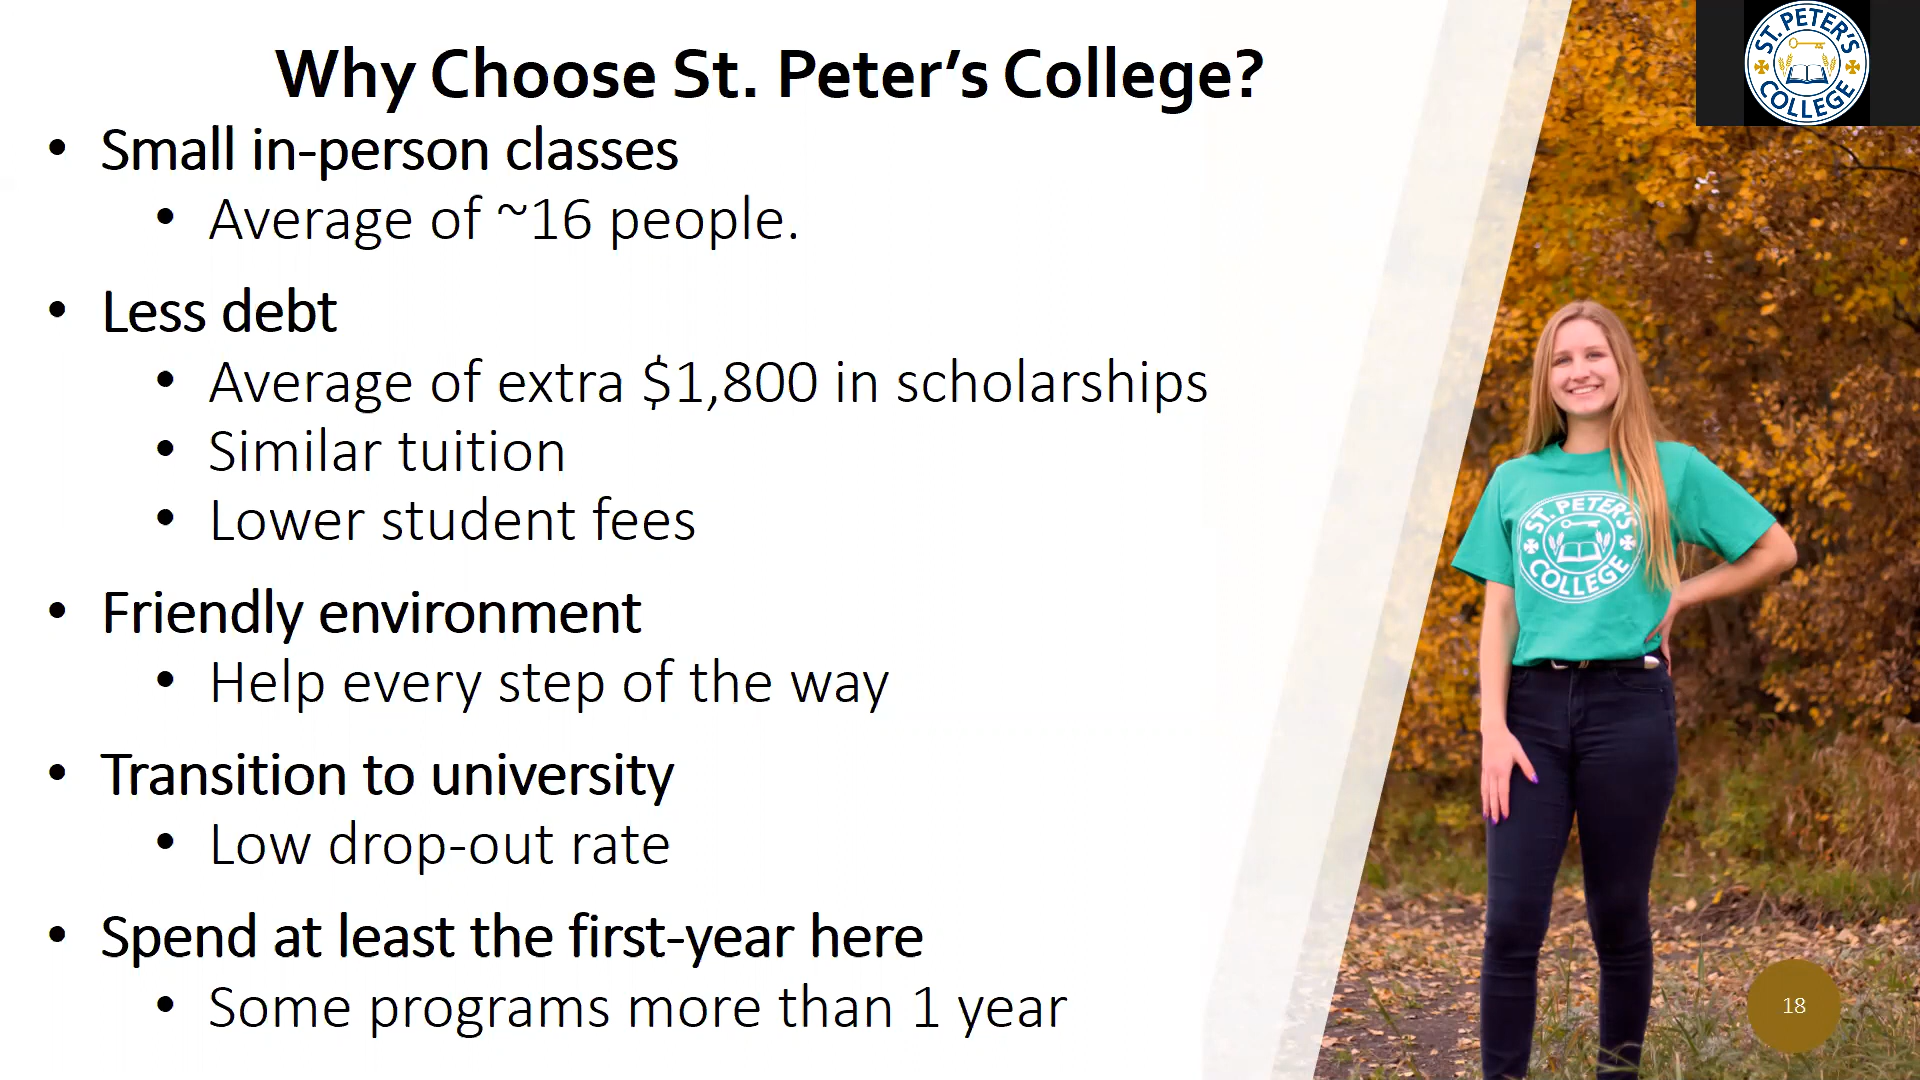 Why Choose St. Peter's College?
• Small in-person classes
• Average of ~16 people.
• Less debt
• Average of extra $1,800 in scholarships
• Similar tuition
• Lower student fees
• Friendly environment
• Help every step of the way
• Transition to university
• Low drop-out rate
• Spend at least the first-year here
• Some programs more than 1 year
ST. PETER'S
COLLEGE
ST. PETER'S
COLLEGE
18